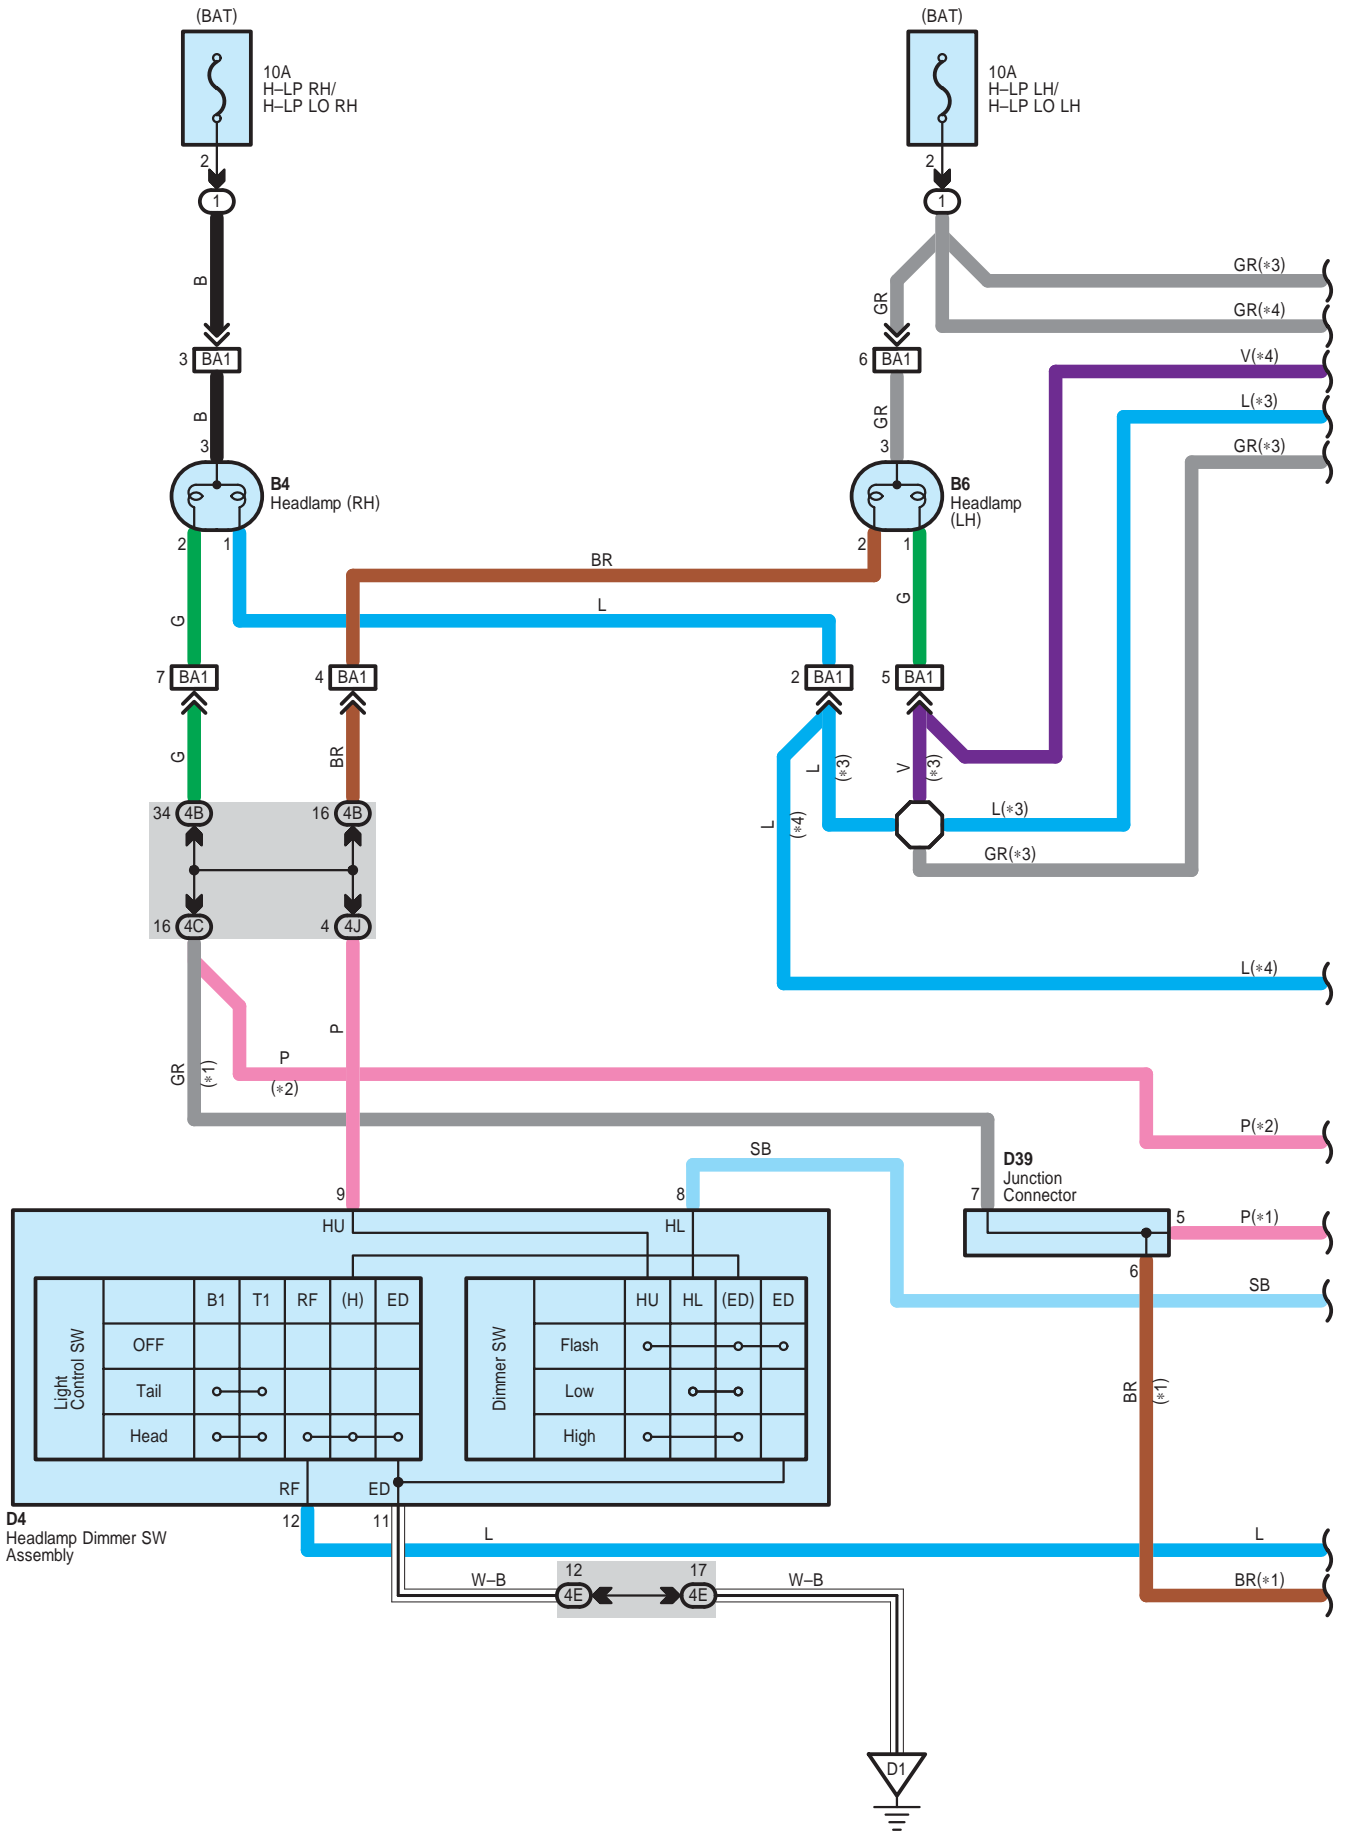 (BAT)
(BAT)
10A
H–LP RH/
H–LP LO RH
10A
H–LP LH/
H–LP LO LH
2
2
1
1
GR(*3)
B
GR
GR(*4)
3 BA1
6 BA1
V(*4)
L(*3)
B
GR
3
3
GR(*3)
B4
Headlamp (RH)
B6
Headlamp
(LH)
2
1
2
1
BR
L
G
G
7 BA1
4 BA1
2 BA1
5 BA1
G
BR
L
(*3)
V
(*3)
L
(*4)
34 4B
16 4B
L(*3)
GR(*3)
16 4C
4 4J
L(*4)
P
GR
(*1)
P
(*2)
P(*2)
SB
D39
Junction
Connector
9
8
7
5
P(*1)
HU
HL
6
SB
Light
Control SW
B1 T1 RF (H) ED
OFF
Tail
Head
Dimmer SW
HU HL (ED) ED
Flash
Low
High
BR
(*1)
RF
ED
D4
Headlamp Dimmer SW
Assembly
12
11
L
L
W–B
12
4E
17
4E
W–B
BR(*1)
D1